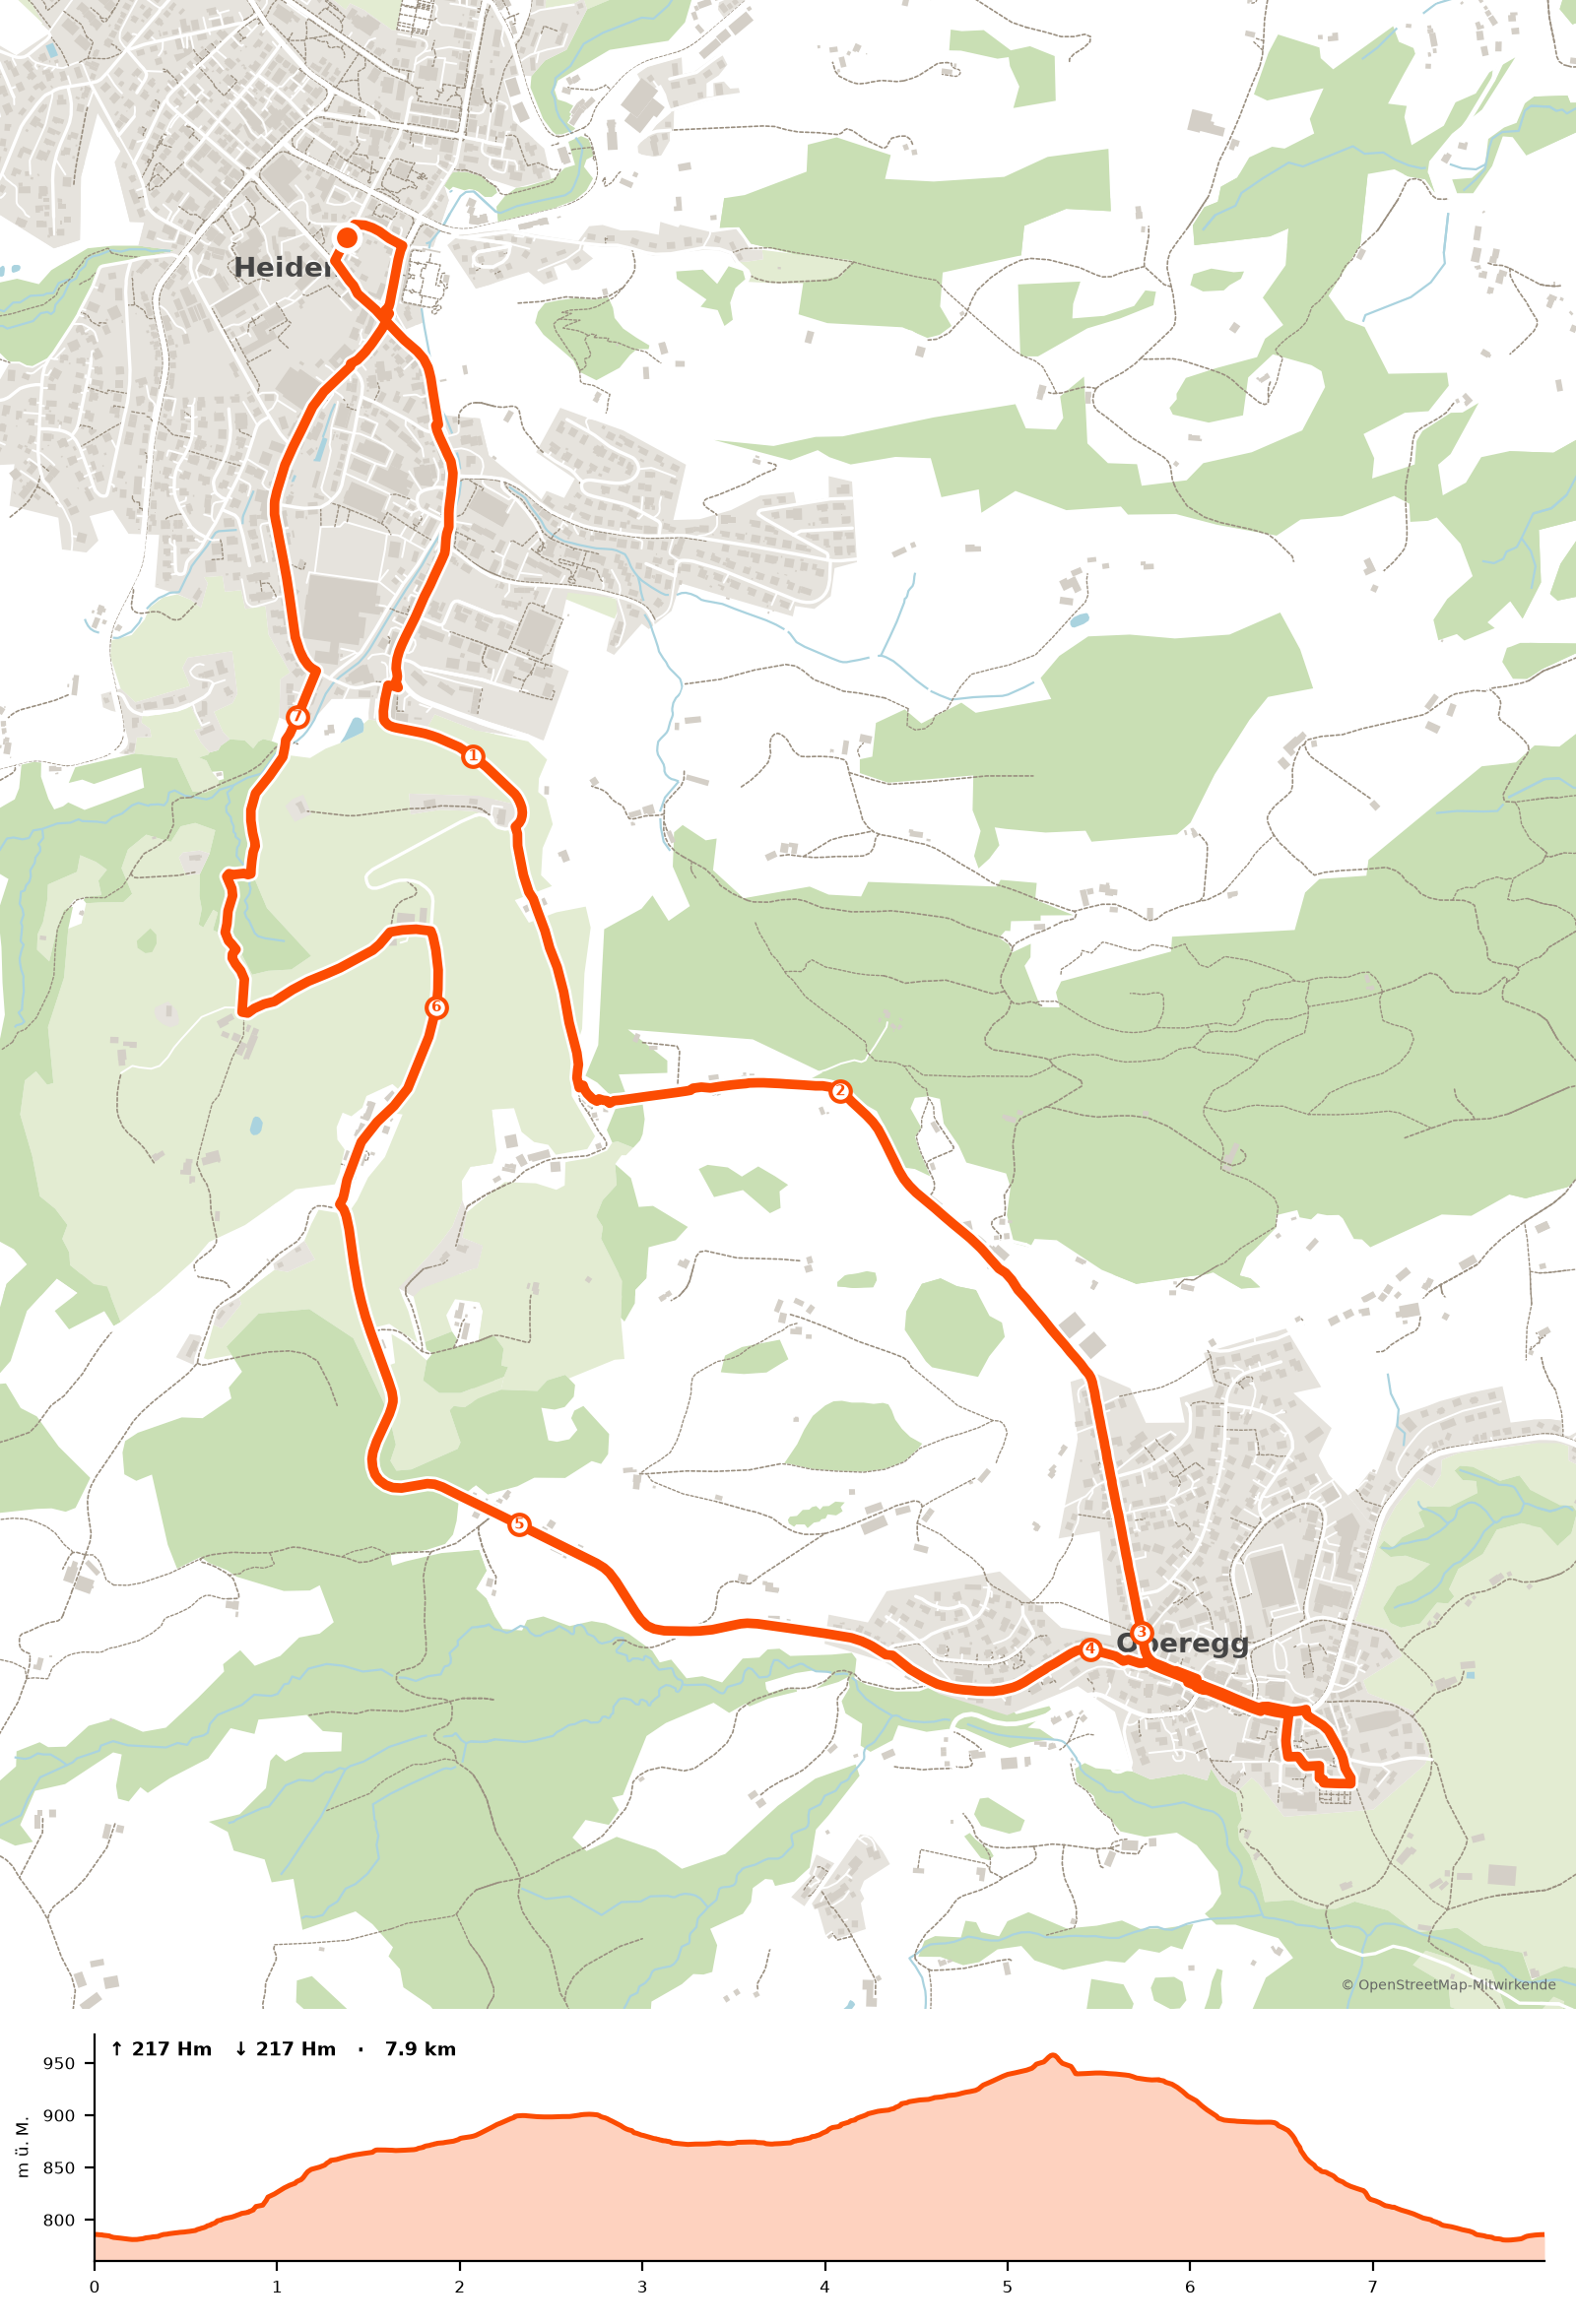 Heiden
7
1
6
2
5
4
3
Oberegg
© OpenStreetMap-Mitwirkende
↑ 217 Hm ↓ 217 Hm · 7.9 km
m ü. M.
950
900
850
800
0 1 2 3 4 5 6 7